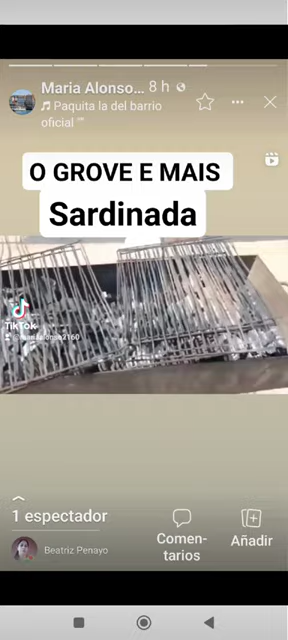 Maria Alonso... 8 h
Paquita la del barrio
oficial ""
O GROVE E MAIS
Sardinada
TikTok
1 espectador
Beatriz Penayo
Comen-
tarios
Añadir